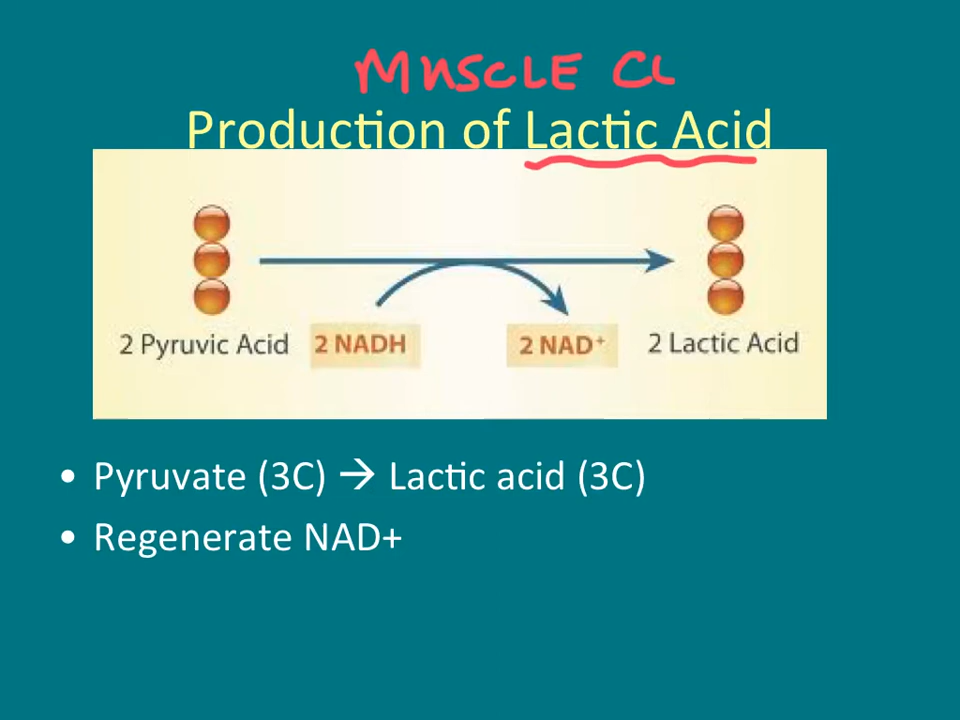 MUSCLE CL
Production of Lactic Acid
2 Pyruvic Acid 2 NADH 2 NAD⁺ 2 Lactic Acid
• Pyruvate (3C) → Lactic acid (3C)
• Regenerate NAD+